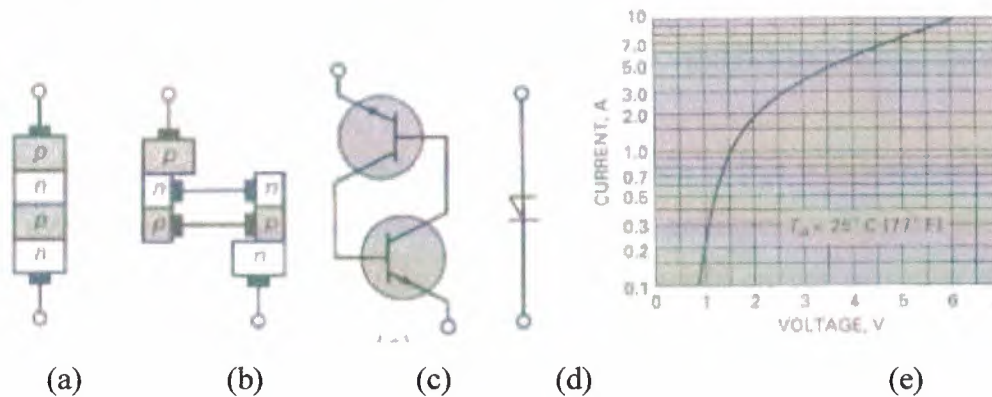 p
n
p
n
p
n
p
n
p
n
CURRENT, A
10
7.0
5.0
3.0
2.0
1.0
0.7
0.5
0.3
0.2
0.1
0 1 2 3 4 5 6
VOLTAGE, V
(a) (b) (c) (d) (e)